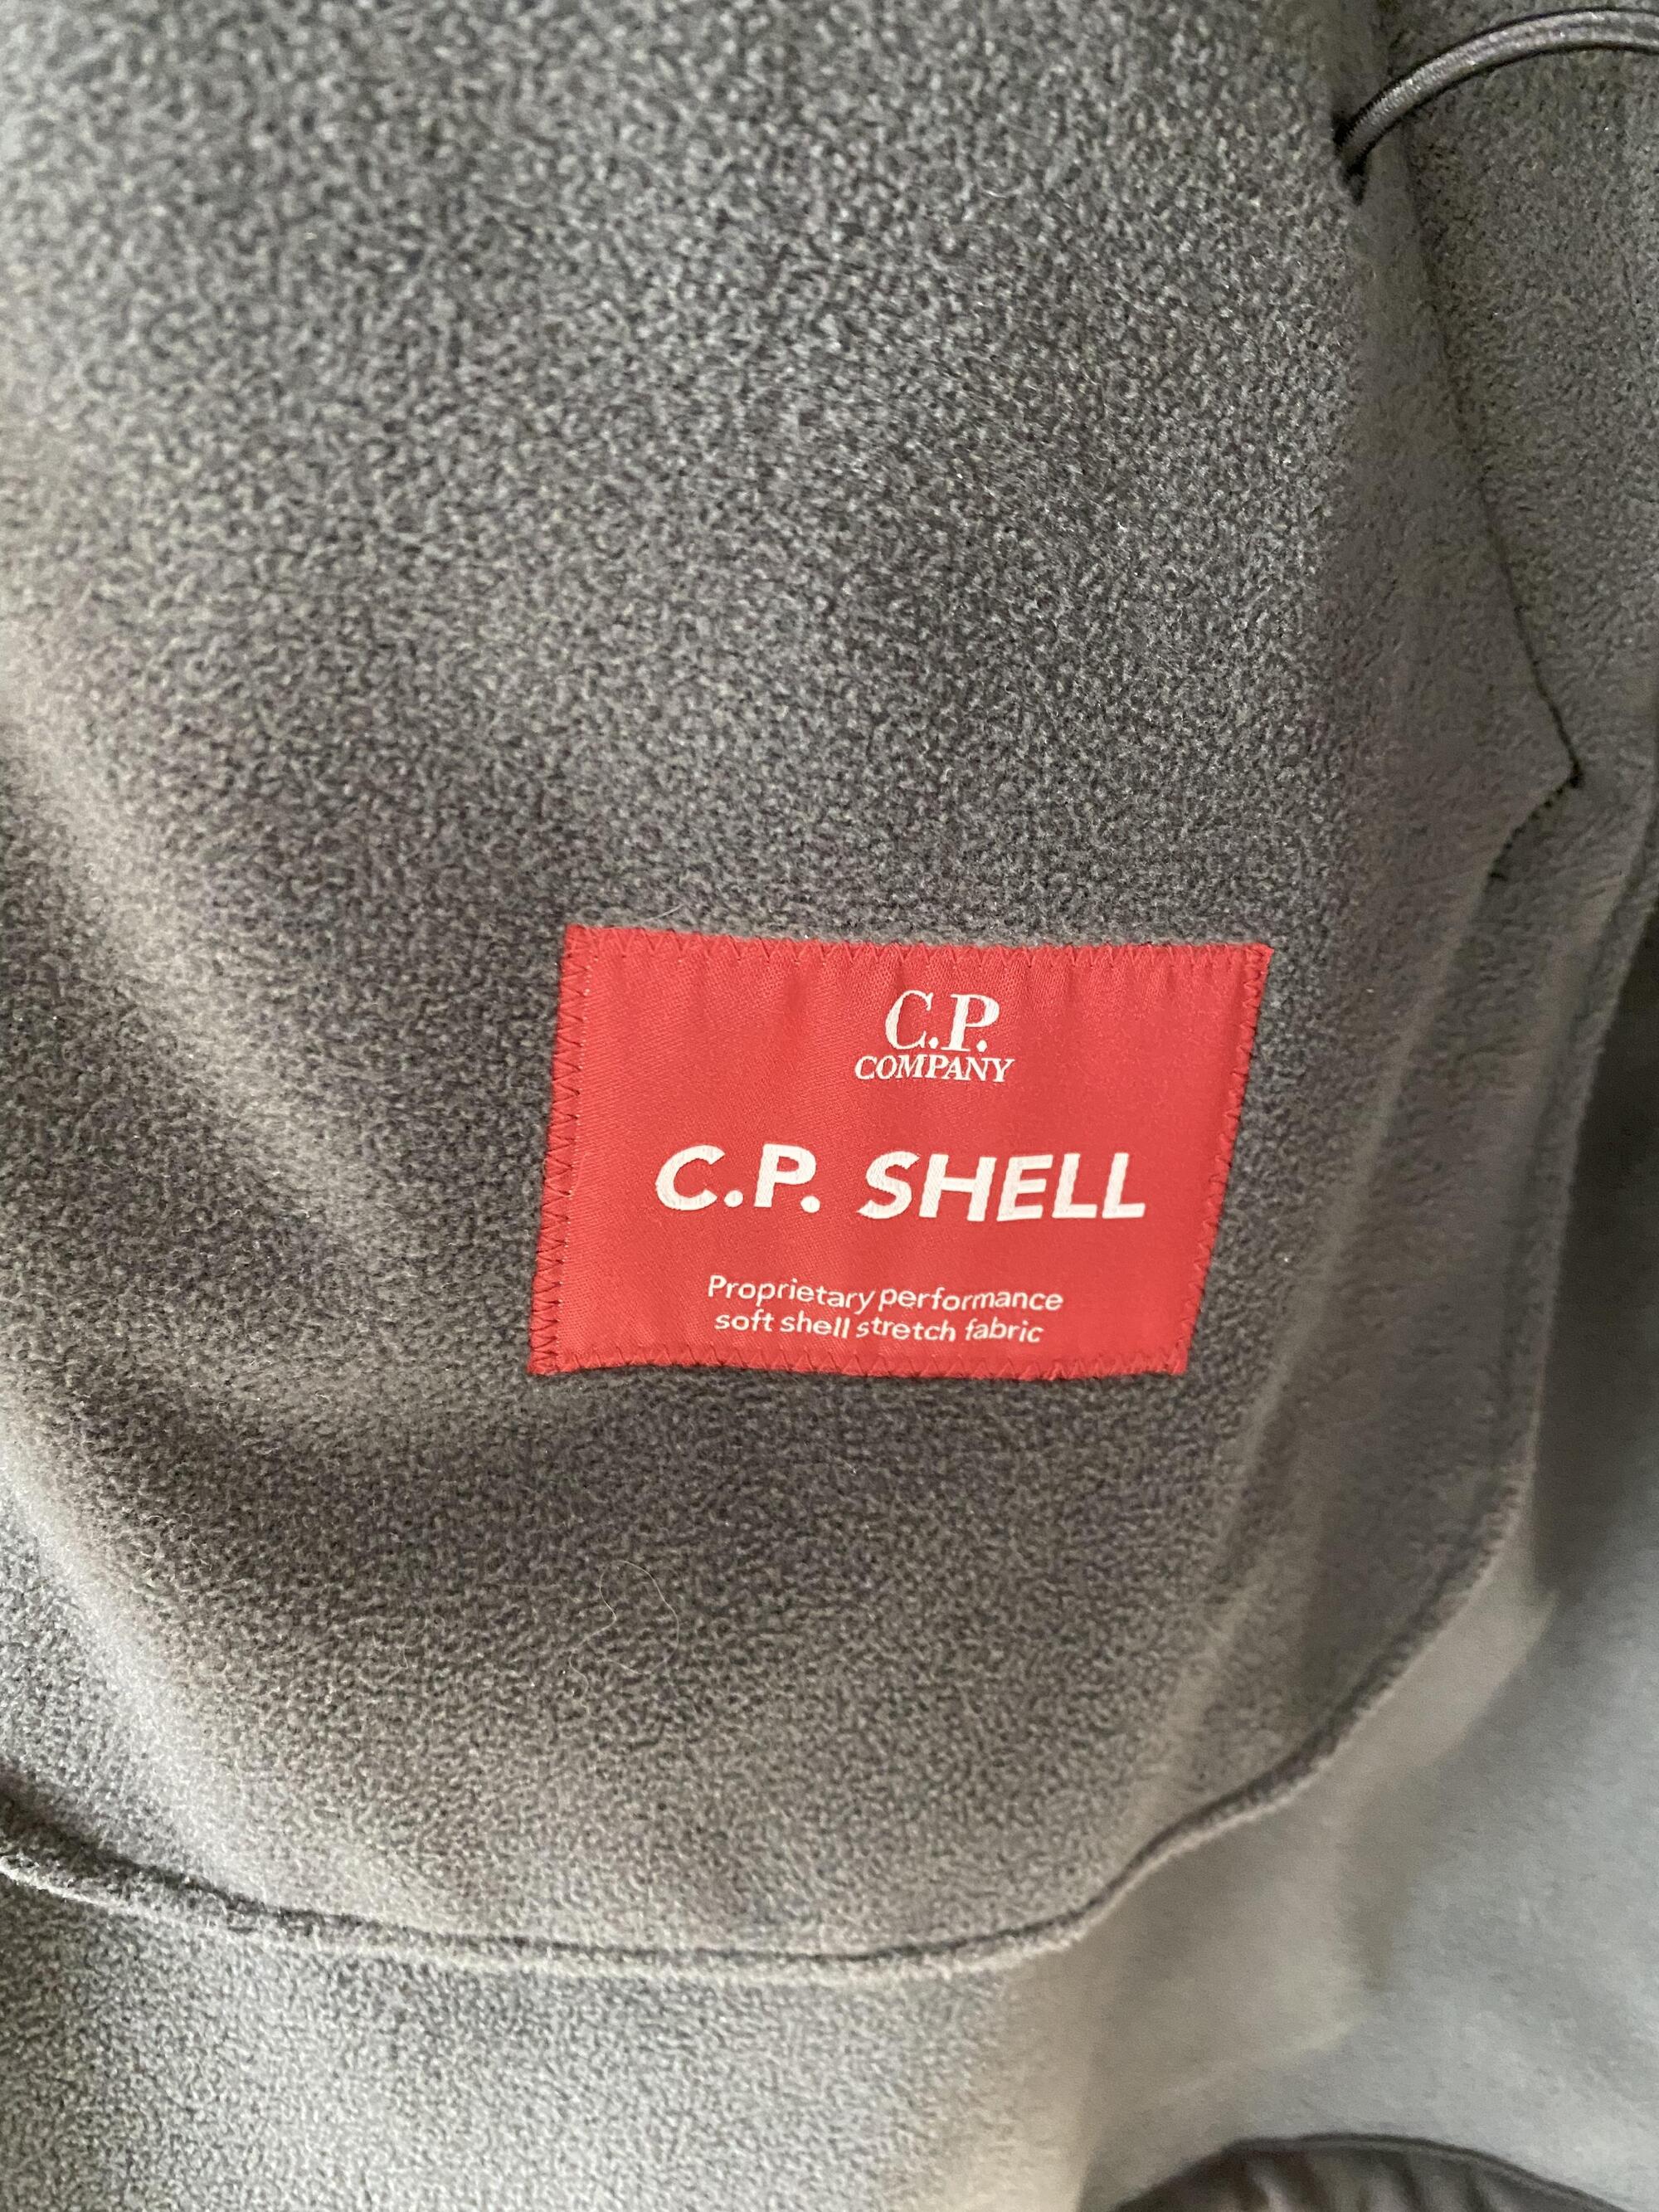 C.P.
COMPANY
C.P. SHELL
Proprietary performance
soft shell stretch fabric